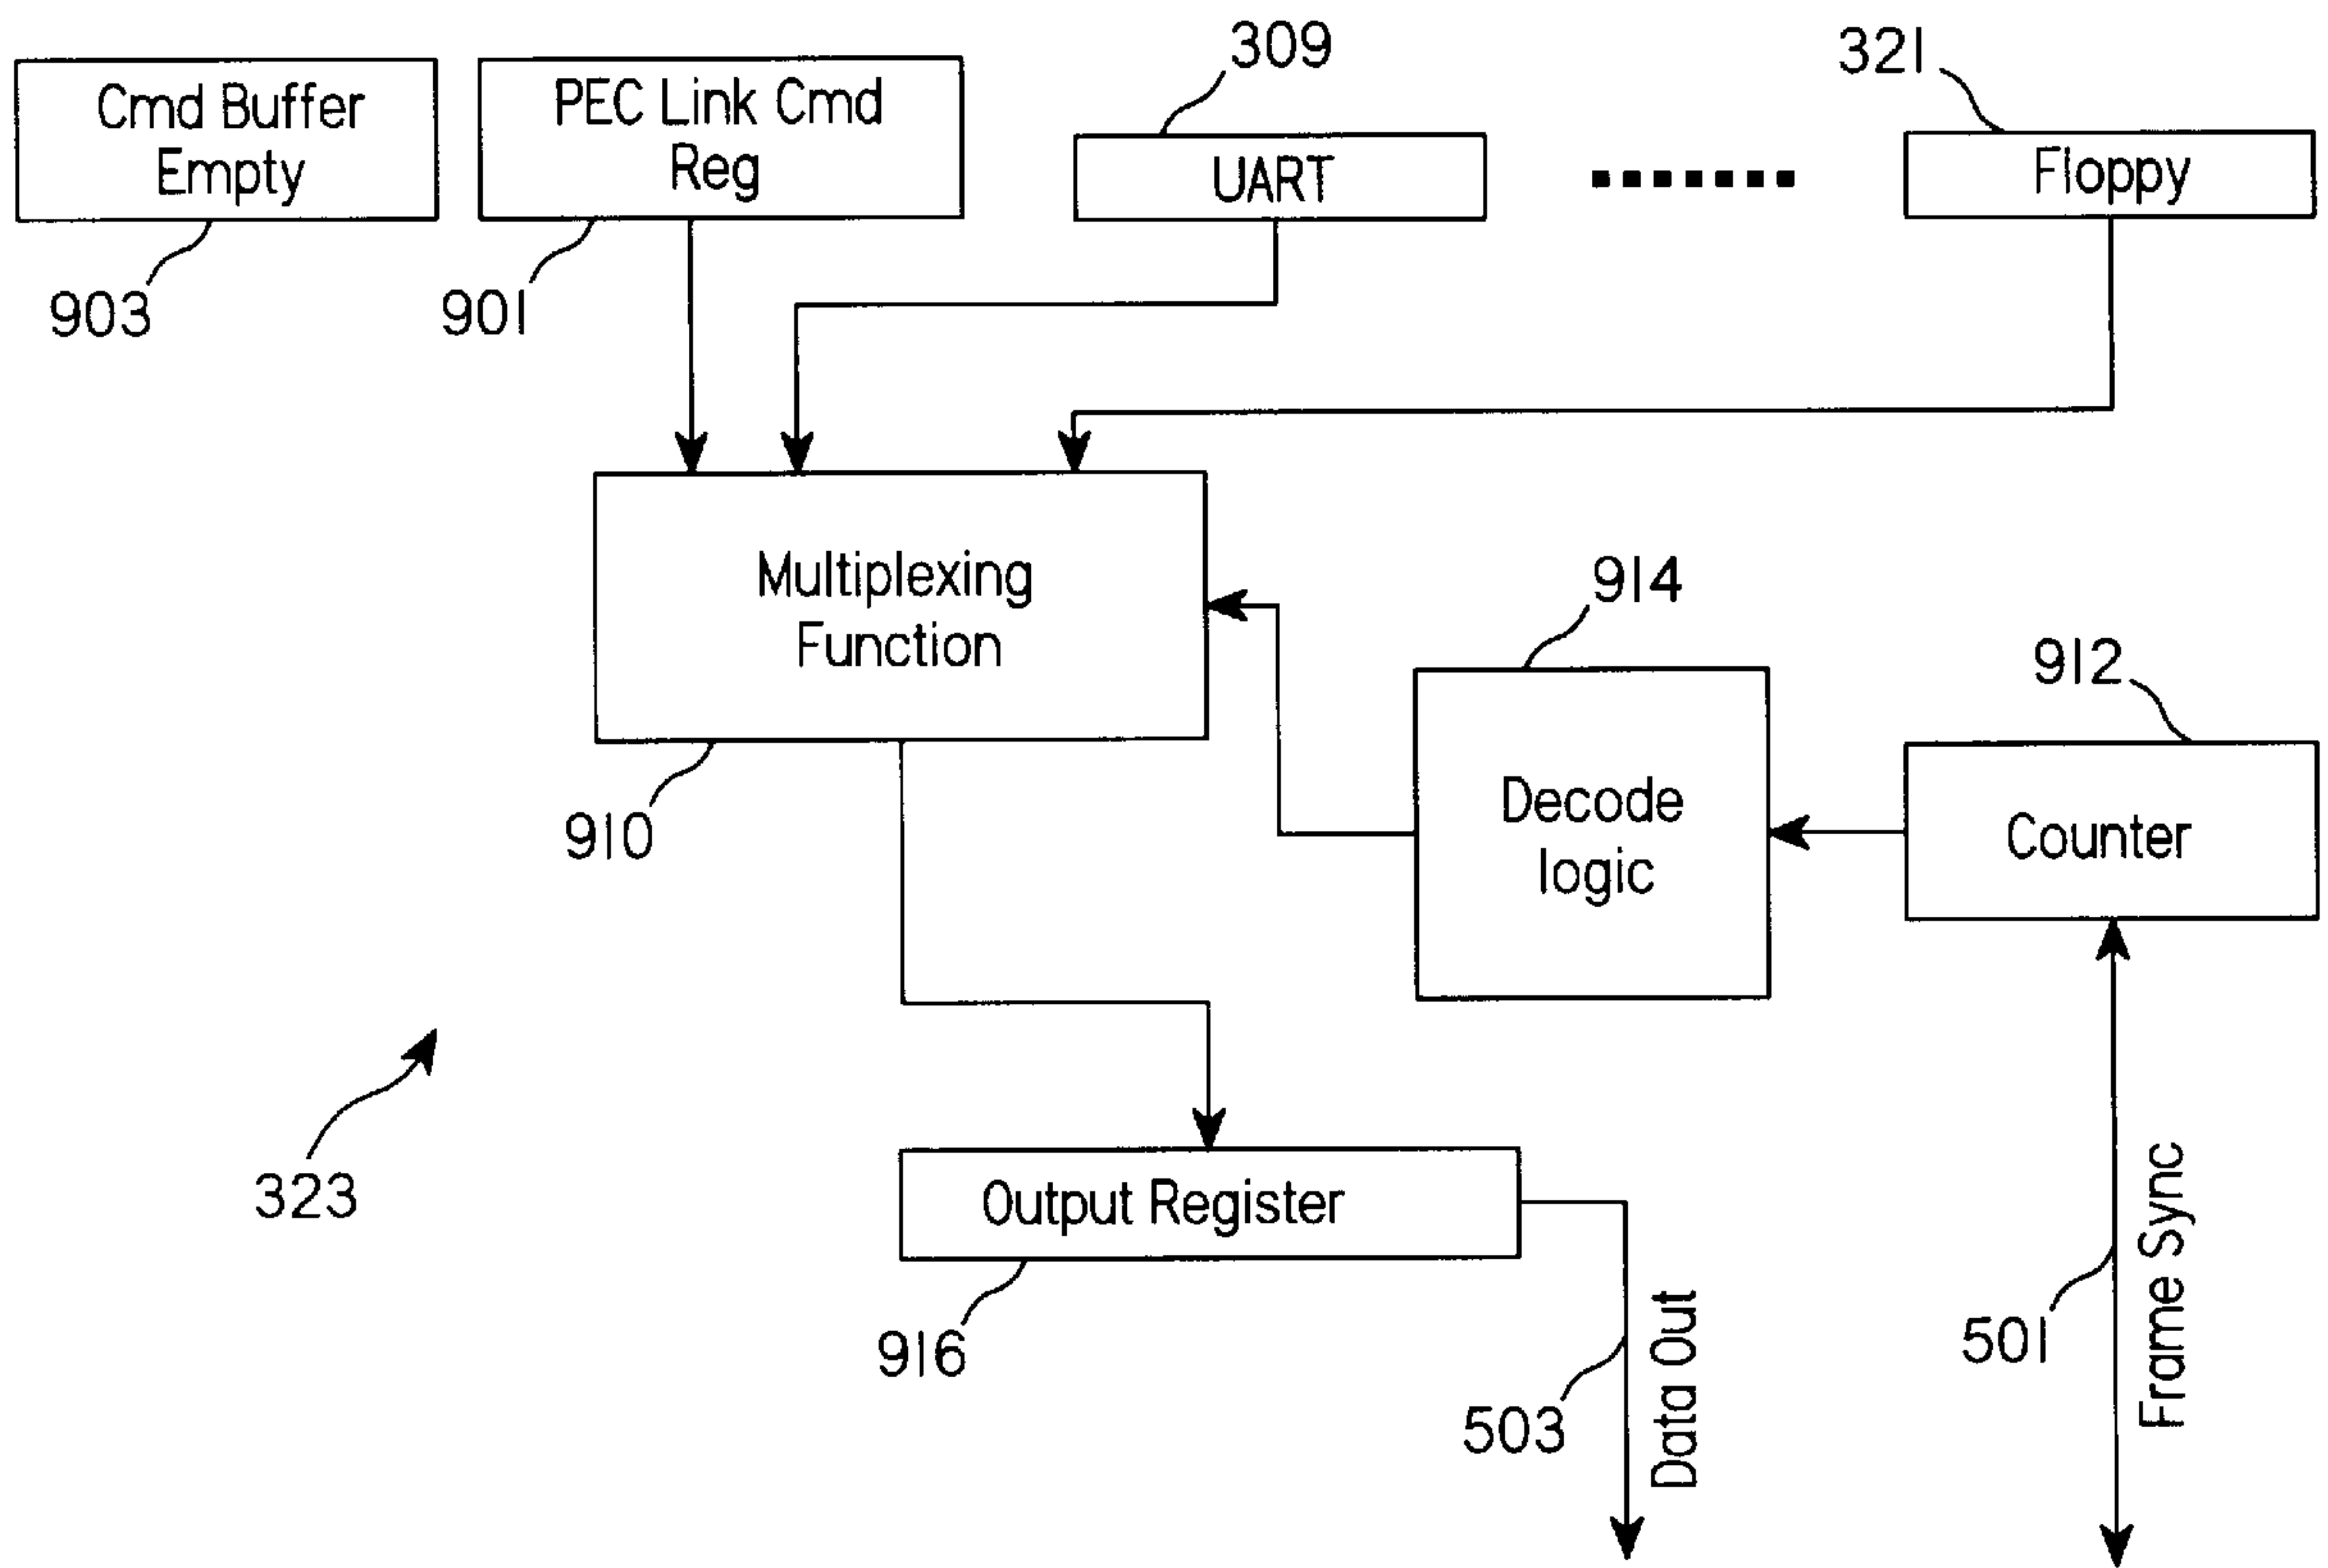 309
321
Cmd Buffer
Empty
PEC Link Cmd
Reg
UART
Floppy
903
901
Multiplexing
Function
914
912
910
Decode
logic
Counter
323
Output Register
916
503
Data Out
501
Frame Sync